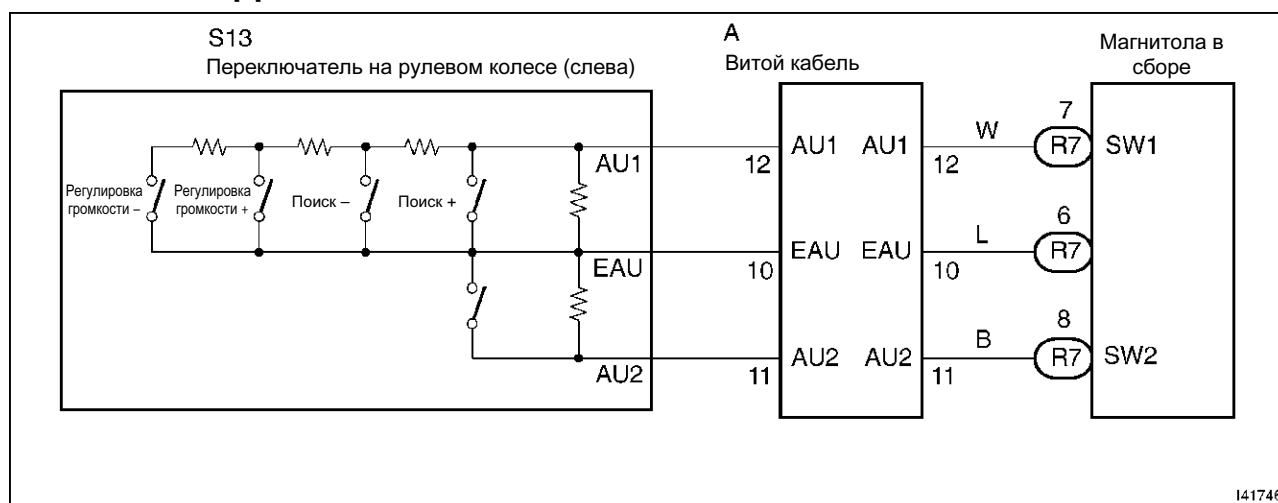 S13
Переключатель на рулевом колесе (слева)
A
Витой кабель
Магнитола в
сборе
Регулировка
громкости –
Регулировка
громкости +
Поиск –
Поиск +
AU1
EAU
AU2
12
10
11
AU1 AU1
EAU EAU
AU2 AU2
12
10
11
W
L
B
7
R7
6
R7
8
R7
SW1
SW2
I41746